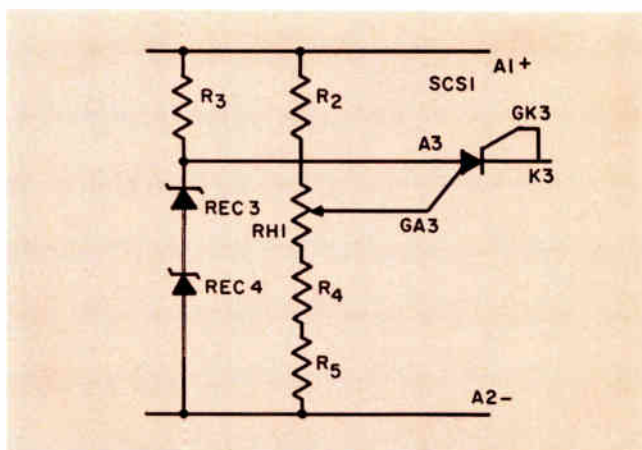 A1+
SCS1
R3
R2
GK3
A3
K3
REC 3
RH1
GA3
REC 4
R4
R5
A2-